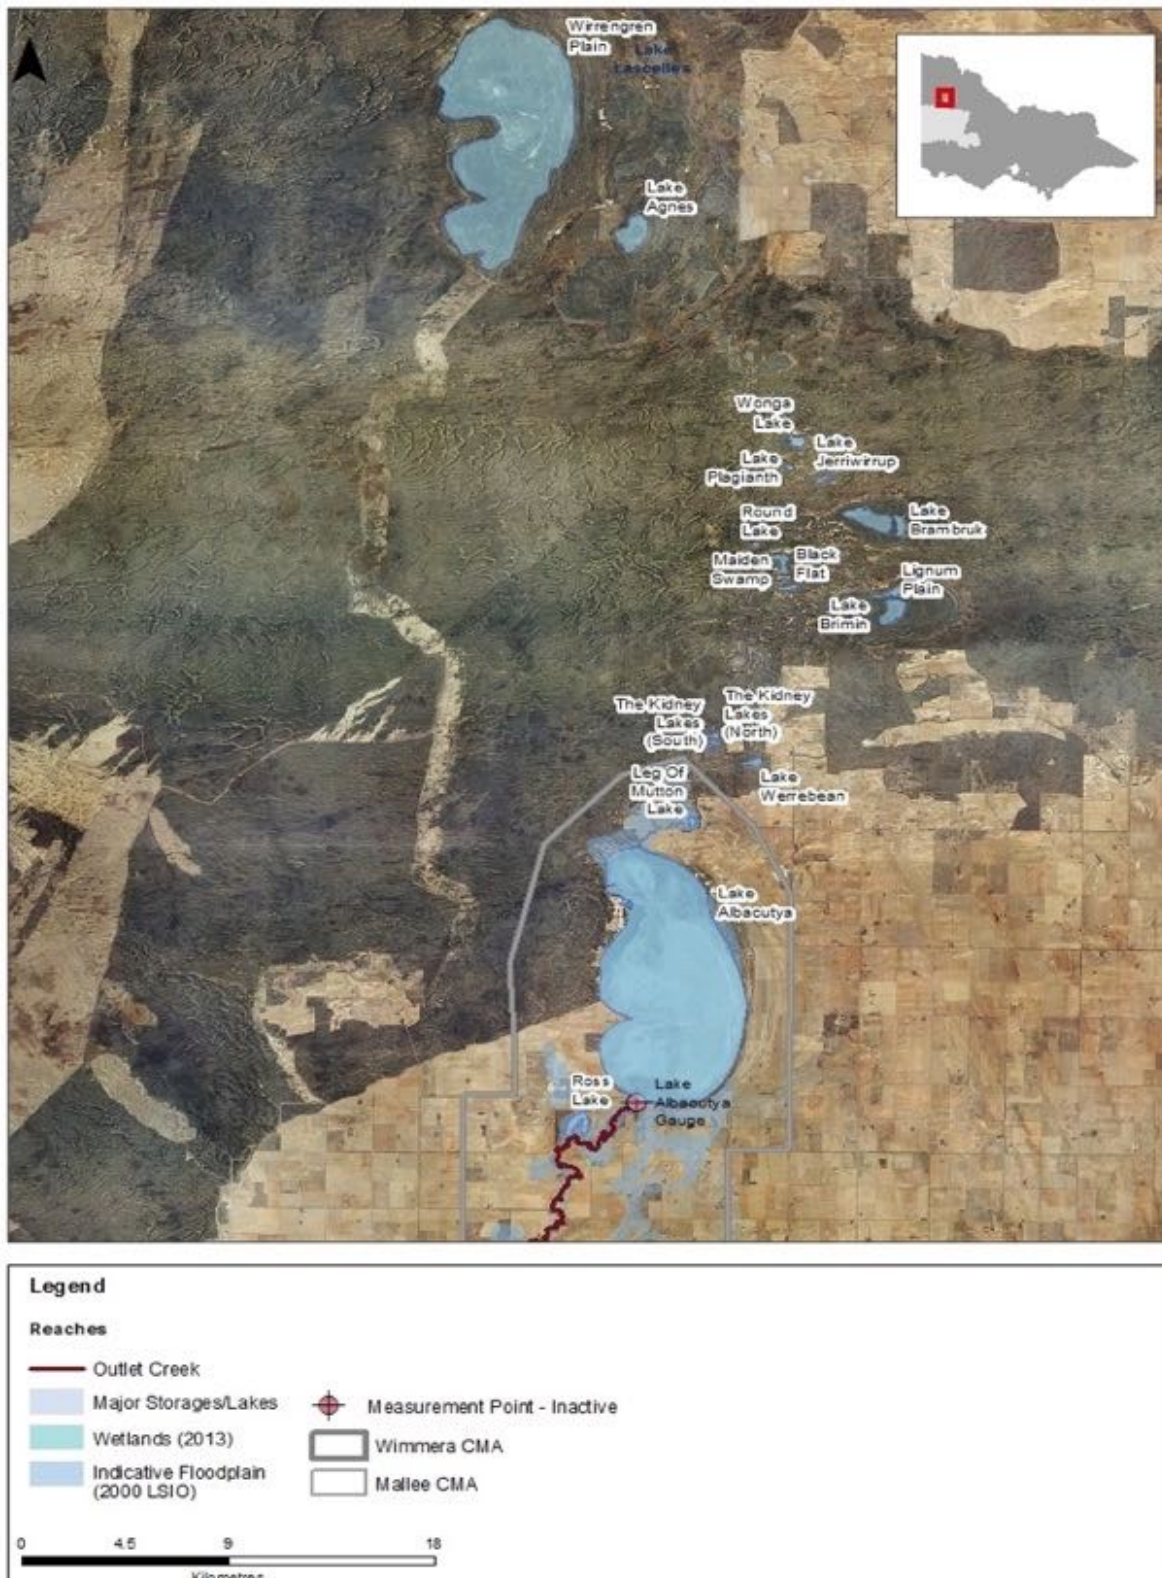 Wirrengren
Plain
Lake
Lascelles
Lake
Agnes
Wonga
Lake
Lake
Jerriwirrup
Lake
Plagianth
Round
Lake
Lake
Brambruk
Maiden
Swamp
Black
Flat
Lignum
Plain
Lake
Brimin
The Kidney
Lakes
(South)
The Kidney
Lakes
(North)
Leg Of
Mutton
Lake
Lake
Werrebean
Lake
Albacutya
Ross
Lake
Lake
Albacutya
Gauge
Legend
Reaches
Outlet Creek
Major Storages/Lakes
Wetlands (2013)
Indicative Floodplain
(2000 LSIO)
Measurement Point - Inactive
Wimmera CMA
Mallee CMA
0 4.5 9 18
Kilometres